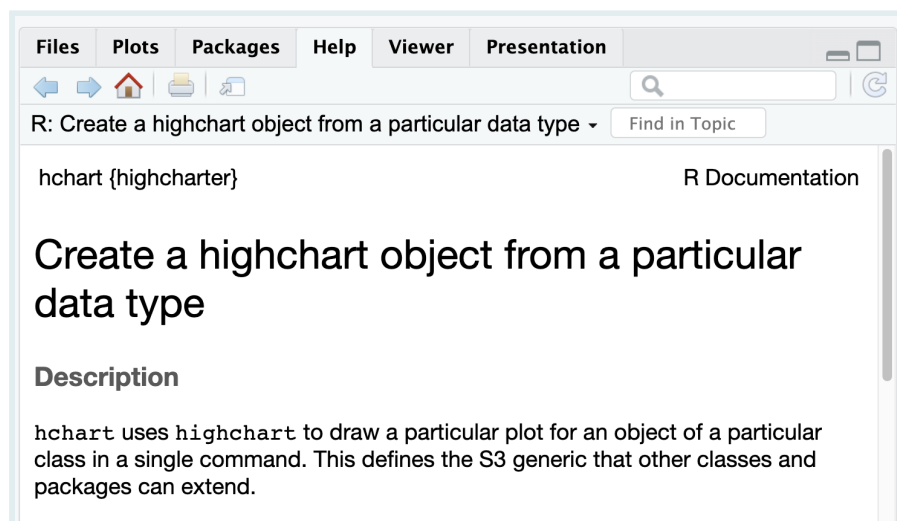 Files Plots Packages Help Viewer Presentation
R: Create a highchart object from a particular data type Find in Topic
hchart {highcharter} R Documentation
Create a highchart object from a particular
data type
Description
hchart uses highchart to draw a particular plot for an object of a particular
class in a single command. This defines the S3 generic that other classes and
packages can extend.